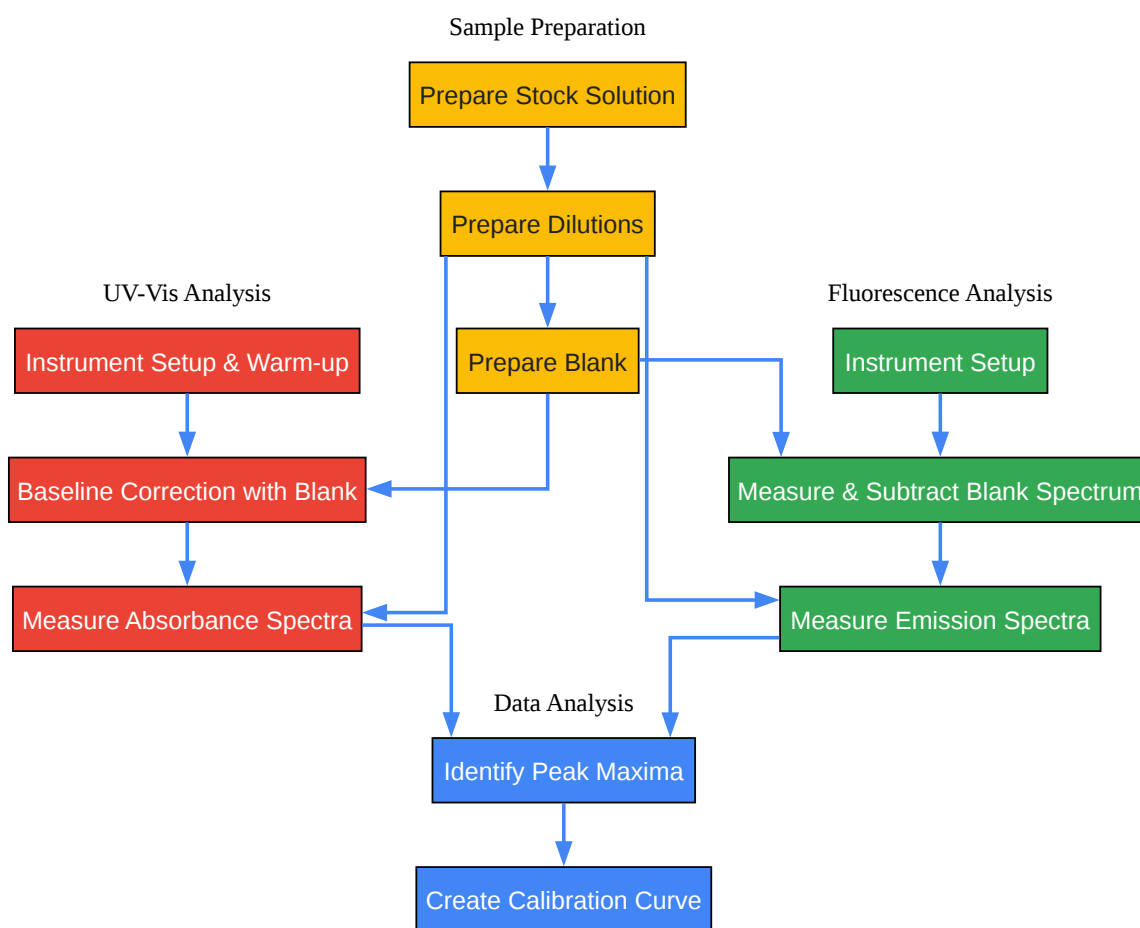 Sample Preparation
Prepare Stock Solution
Prepare Dilutions
UV-Vis Analysis
Fluorescence Analysis
Instrument Setup & Warm-up
Prepare Blank
Instrument Setup
Baseline Correction with Blank
Measure & Subtract Blank Spectrum
Measure Absorbance Spectra
Measure Emission Spectra
Data Analysis
Identify Peak Maxima
Create Calibration Curve